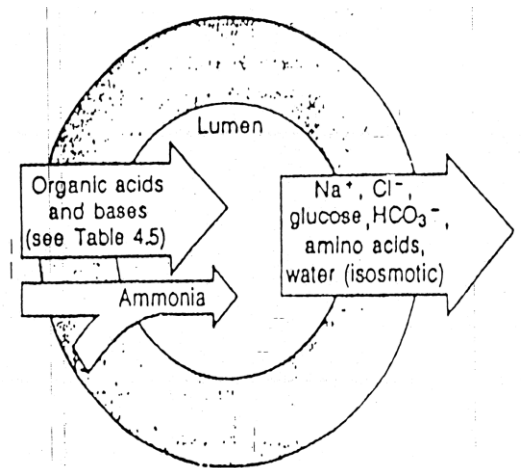 Lumen
Organic acids
and bases
(see Table 4.5)
Ammonia
Na⁺, Cl⁻,
glucose, HCO₃⁻,
amino acids,
water (isosmotic)